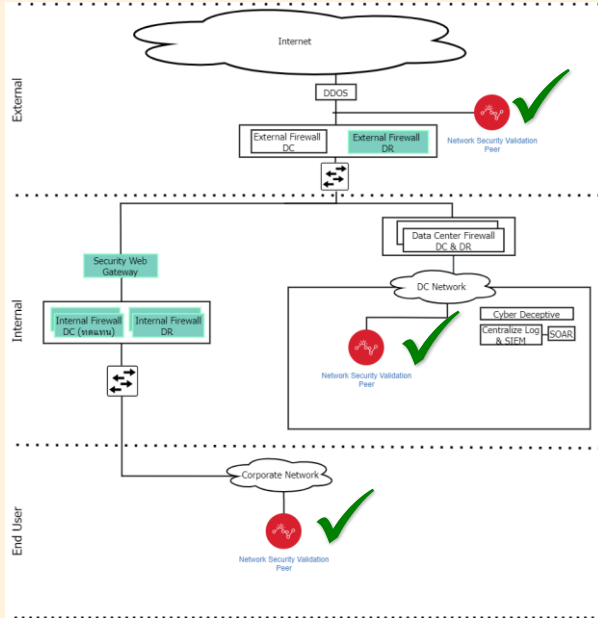 Internet
External
DDOS
External Firewall
DC
External Firewall
DR
Network Security Validation
Peer
Internal
Security Web
Gateway
Data Center Firewall
DC & DR
DC Network
Internal Firewall
DC (ทดแทน)
Internal Firewall
DR
Cyber Deceptive
Centralize Log
& SIEM
SOAR
Network Security Validation
Peer
End User
Corporate Network
Network Security Validation
Peer